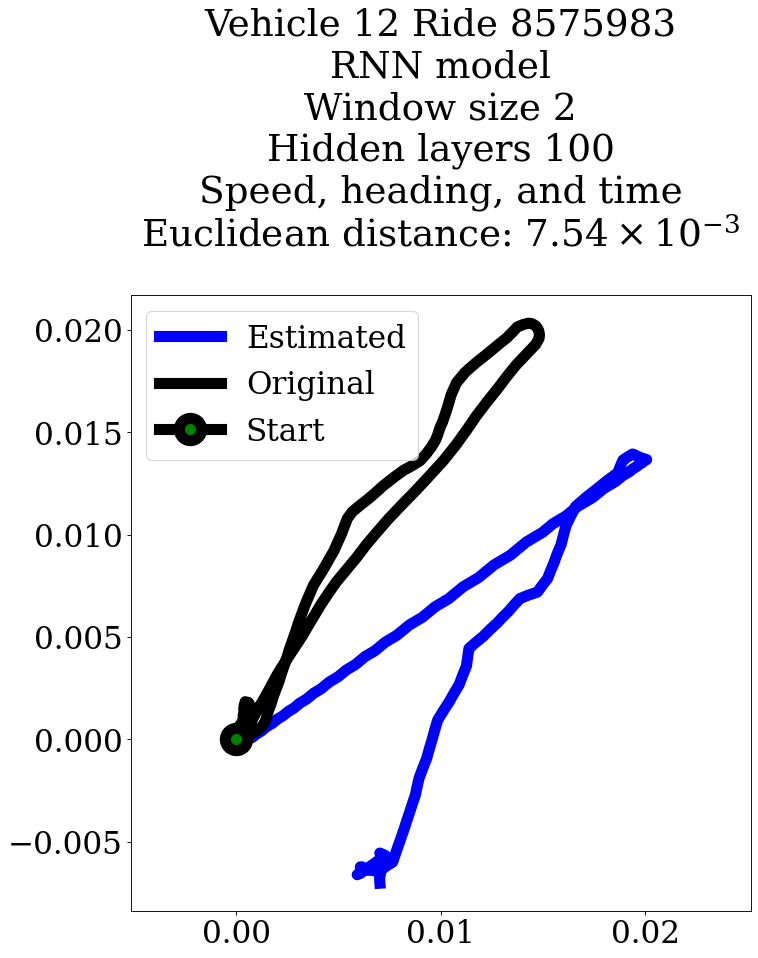 Vehicle 12 Ride 8575983
RNN model
Window size 2
Hidden layers 100
Speed, heading, and time
Euclidean distance: 7.54 × 10⁻³
Estimated
Original
Start
0.020
0.015
0.010
0.005
0.000
−0.005
0.00 0.01 0.02